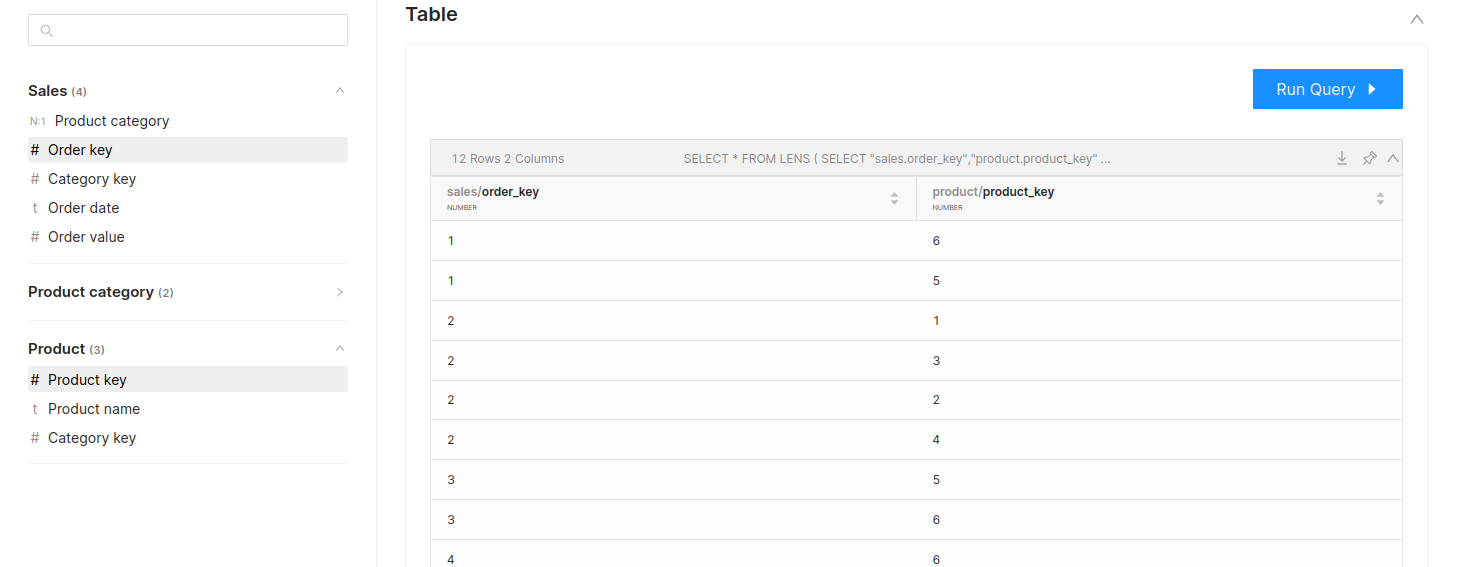 Sales (4)
N:1 Product category
# Order key
# Category key
t Order date
# Order value
Product category (2)
Product (3)
# Product key
t Product name
# Category key
Table
Run Query
12 Rows 2 Columns SELECT * FROM LENS ( SELECT "sales.order_key","product.product_key" ...
sales/order_key product/product_key
NUMBER NUMBER
1 6
1 5
2 1
2 3
2 2
2 4
3 5
3 6
4 6